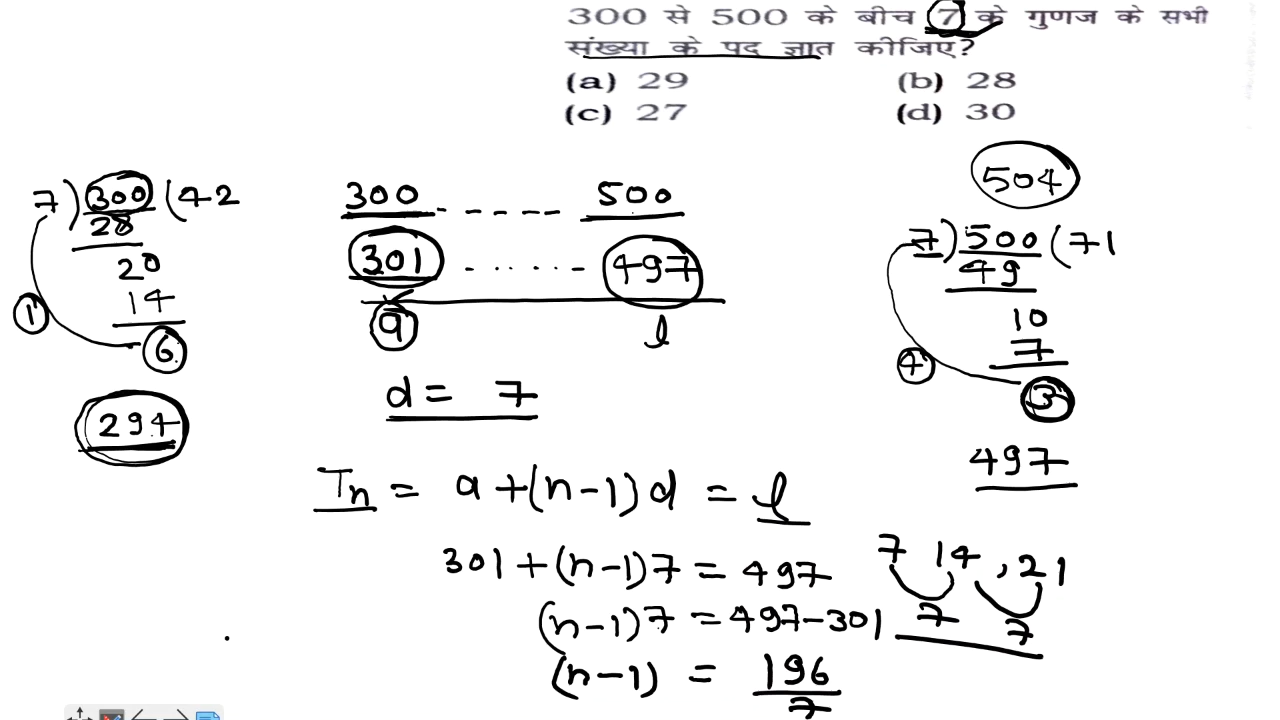 300 से 500 के बीच 7 के गुणज के सभी
संख्या के पद ज्ञात कीजिए?
(a) 29 (b) 28
(c) 27 (d) 30
7)300(42
28
20
14
6
1
294
300 ------ 500
301 ....... 497
a l
d = 7
504
7)500(71
49
10
7
3
4
497
Tn = a+(n-1)d = l
301+(n-1)7 = 497
(n-1)7 = 497-301
(n-1) = 196/7
7 14, 21
7 7